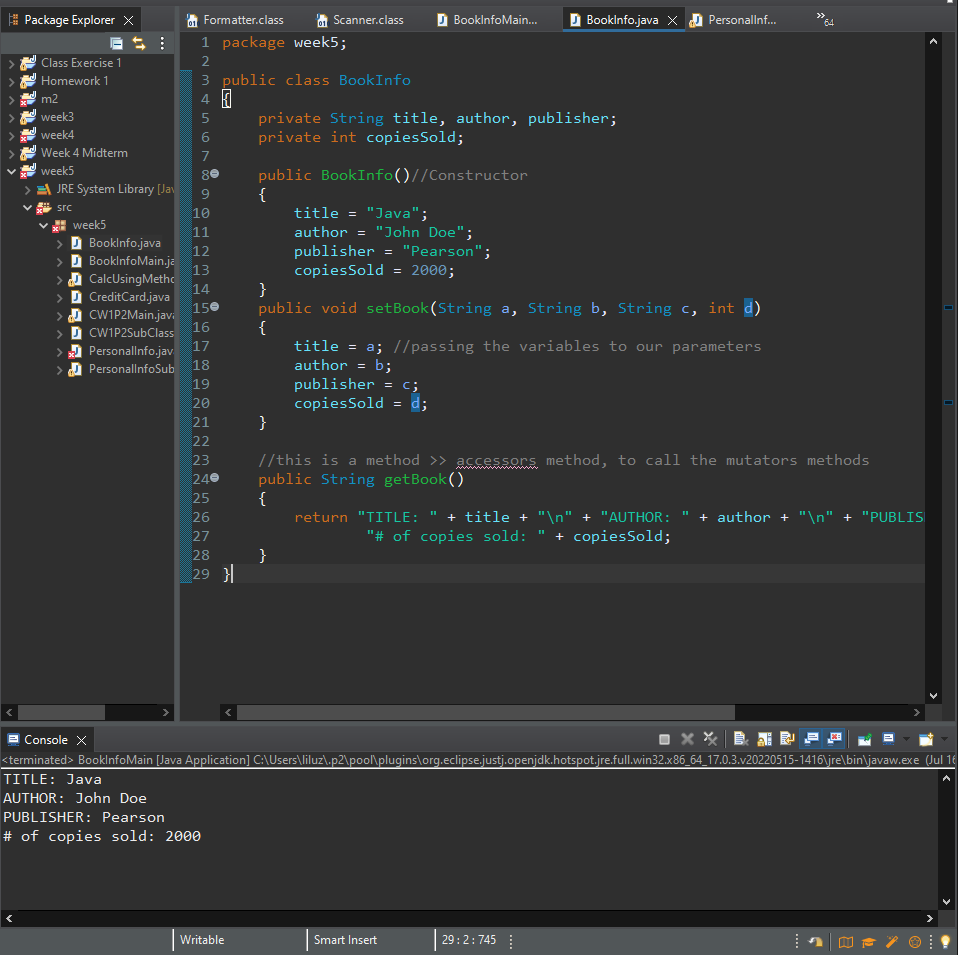 Package Explorer
Formatter.class
Scanner.class
BookInfoMain...
BookInfo.java
PersonalInf...
»64
Class Exercise 1
Homework 1
m2
week3
week4
Week 4 Midterm
week5
JRE System Library [Jav
src
week5
BookInfo.java
BookInfoMain.ja
CalcUsingMetho
CreditCard.java
CW1P2Main.java
CW1P2SubClass
PersonalInfo.jav
PersonalInfoSub
1 package week5;
2
3 public class BookInfo
4 {
5 private String title, author, publisher;
6 private int copiesSold;
7
8 public BookInfo()//Constructor
9 {
10 title = "Java";
11 author = "John Doe";
12 publisher = "Pearson";
13 copiesSold = 2000;
14 }
15 public void setBook(String a, String b, String c, int d)
16 {
17 title = a; //passing the variables to our parameters
18 author = b;
19 publisher = c;
20 copiesSold = d;
21 }
22
23 //this is a method >> accessors method, to call the mutators methods
24 public String getBook()
25 {
26 return "TITLE: " + title + "\n" + "AUTHOR: " + author + "\n" + "PUBLIS
27 "# of copies sold: " + copiesSold;
28 }
29 }
Console
<terminated> BookInfoMain [Java Application] C:\Users\liluz\.p2\pool\plugins\org.eclipse.justj.openjdk.hotspot.jre.full.win32.x86_64_17.0.3.v20220515-1416\jre\bin\javaw.exe (Jul 16
TITLE: Java
AUTHOR: John Doe
PUBLISHER: Pearson
# of copies sold: 2000
Writable
Smart Insert
29 : 2 : 745